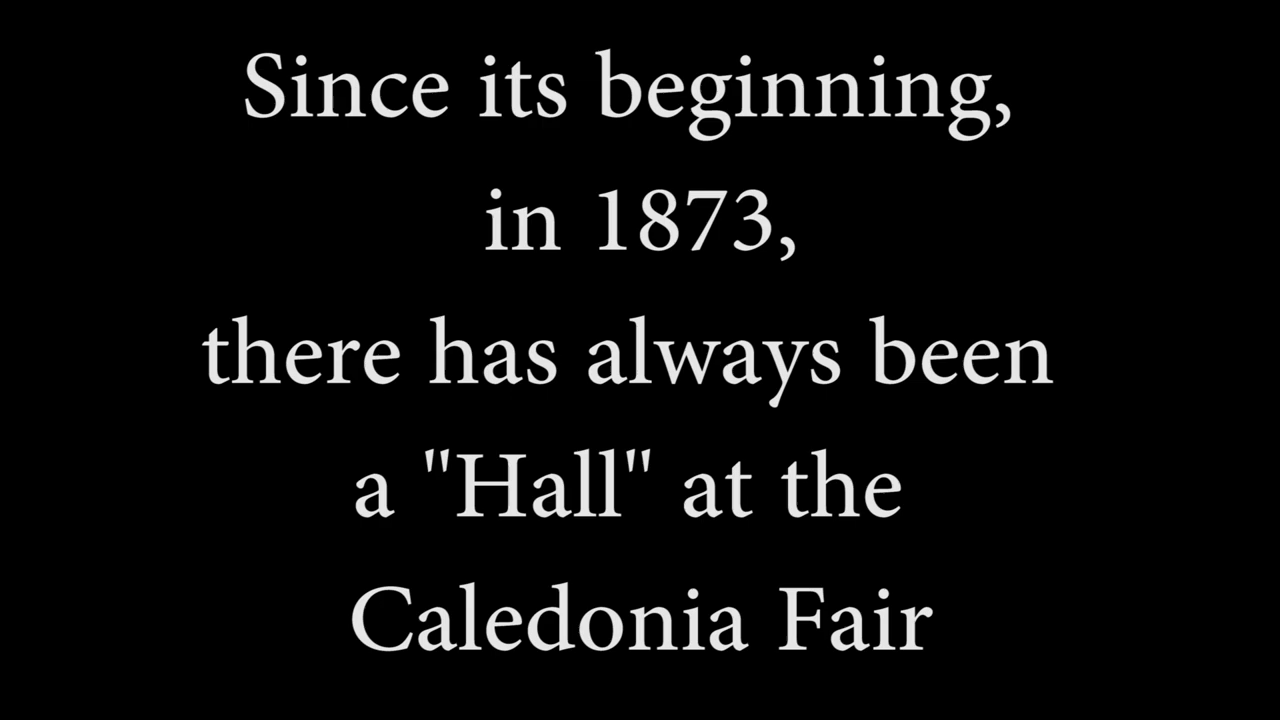 Since its beginning,
in 1873,
there has always been
a "Hall" at the
Caledonia Fair